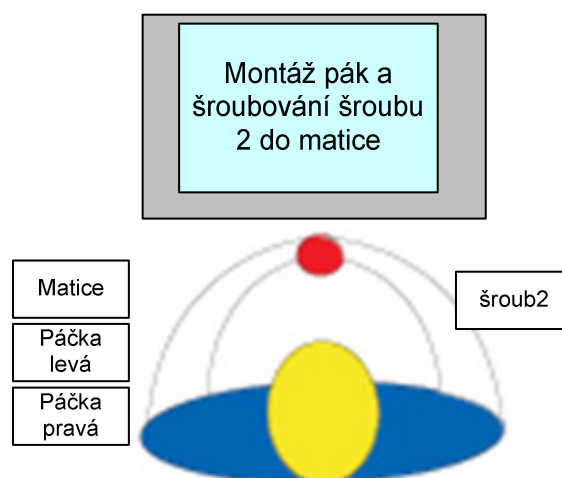 Montáž pák a
šroubování šroubu
2 do matice
Matice
šroub2
Páčka
levá
Páčka
pravá